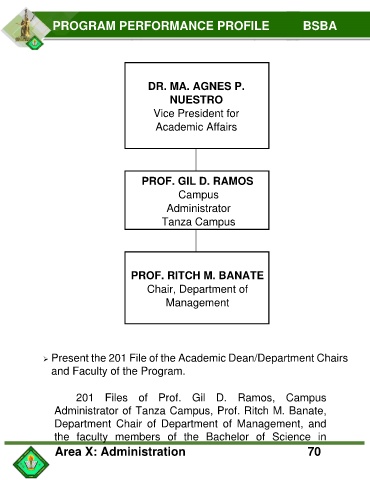 PROGRAM PERFORMANCE PROFILE BSBA
DR. MA. AGNES P.
NUESTRO
Vice President for
Academic Affairs
PROF. GIL D. RAMOS
Campus
Administrator
Tanza Campus
PROF. RITCH M. BANATE
Chair, Department of
Management
➢ Present the 201 File of the Academic Dean/Department Chairs
and Faculty of the Program.
201 Files of Prof. Gil D. Ramos, Campus
Administrator of Tanza Campus, Prof. Ritch M. Banate,
Department Chair of Department of Management, and
the faculty members of the Bachelor of Science in
Area X: Administration 70